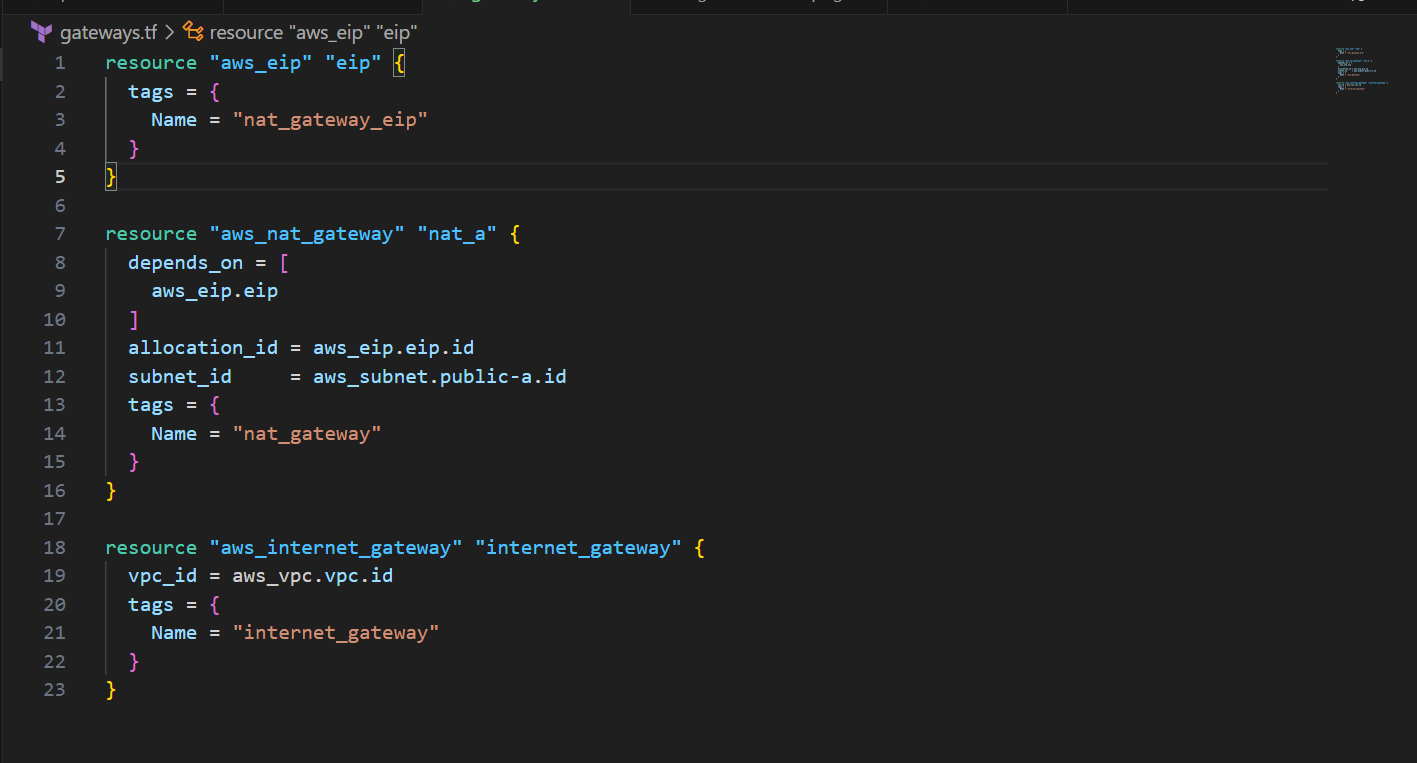 gateways.tf > resource "aws_eip" "eip"
1 resource "aws_eip" "eip" {
2   tags = {
3     Name = "nat_gateway_eip"
4   }
5 }
6
7 resource "aws_nat_gateway" "nat_a" {
8   depends_on = [
9     aws_eip.eip
10   ]
11   allocation_id = aws_eip.eip.id
12   subnet_id     = aws_subnet.public-a.id
13   tags = {
14     Name = "nat_gateway"
15   }
16 }
17
18 resource "aws_internet_gateway" "internet_gateway" {
19   vpc_id = aws_vpc.vpc.id
20   tags = {
21     Name = "internet_gateway"
22   }
23 }